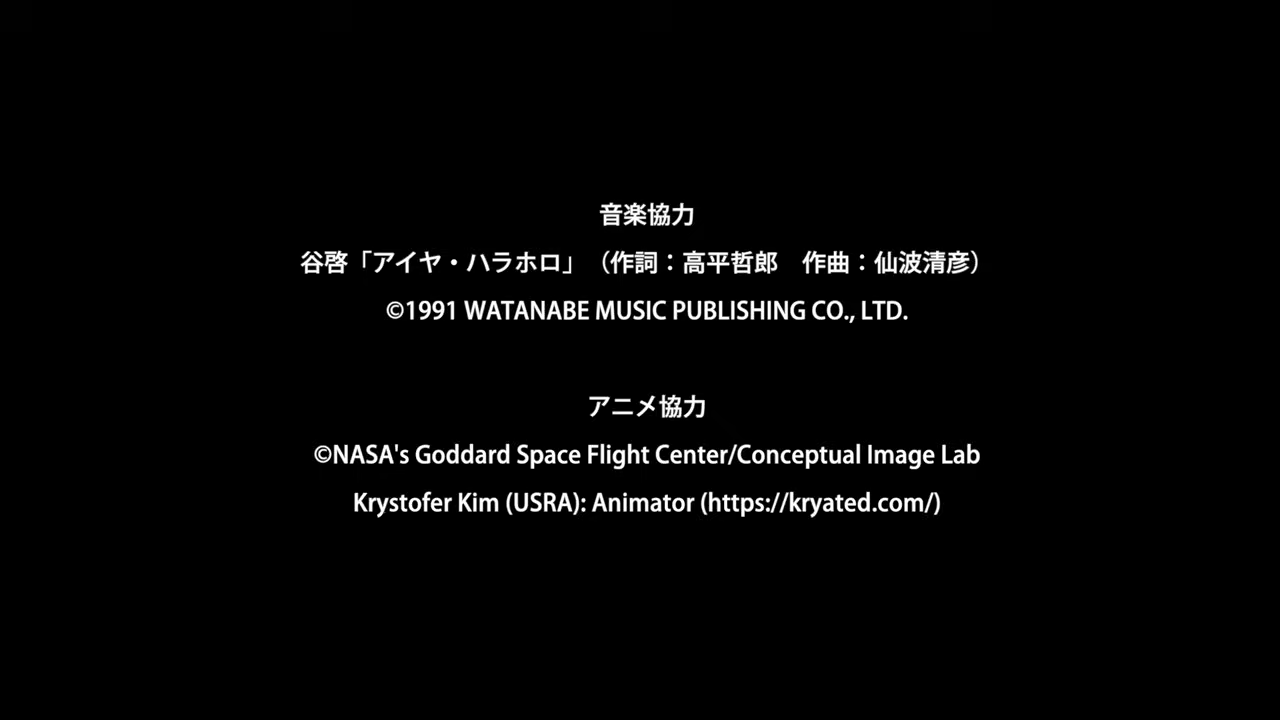 音楽協力
谷啓「アイヤ・ハラホロ」（作詞：高平哲郎　作曲：仙波清彦）
©1991 WATANABE MUSIC PUBLISHING CO., LTD.
アニメ協力
©NASA's Goddard Space Flight Center/Conceptual Image Lab
Krystofer Kim (USRA): Animator (https://kryated.com/)